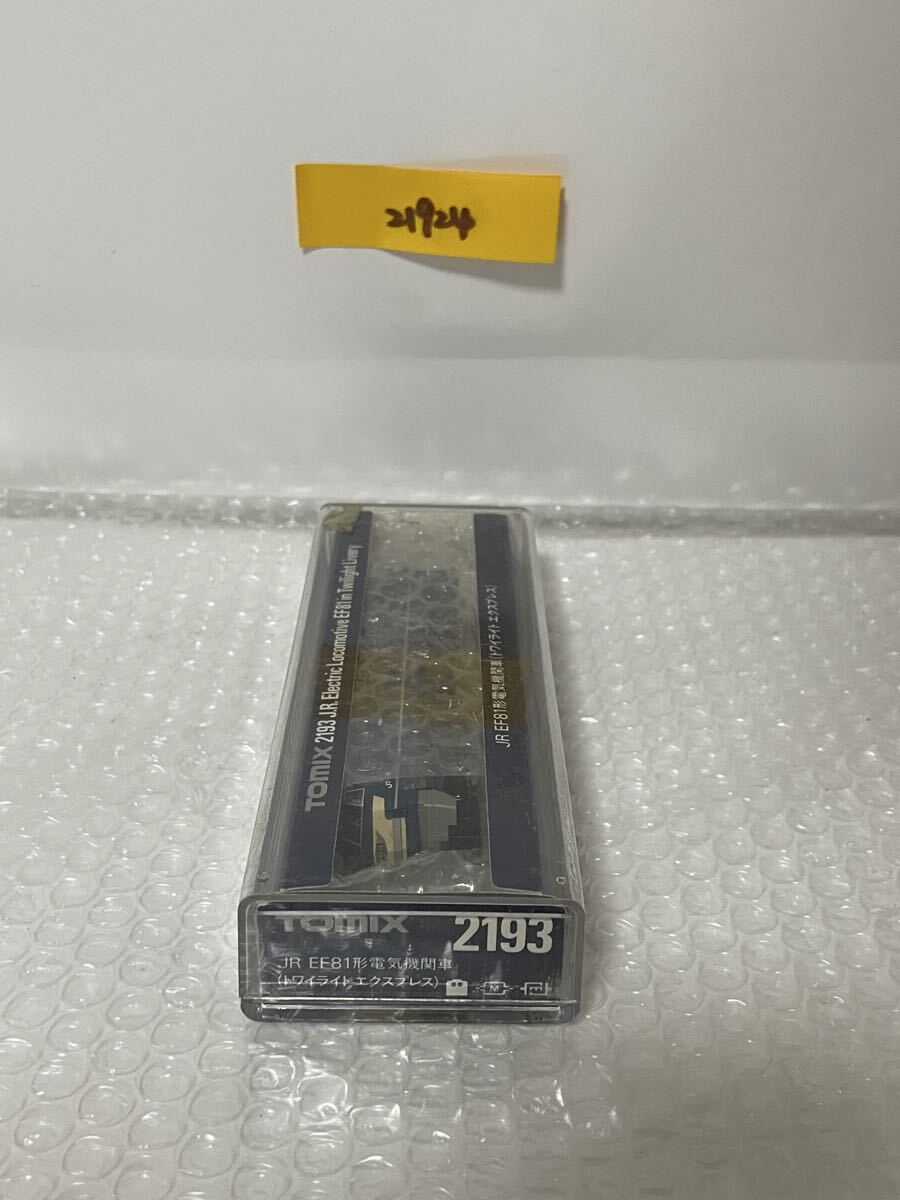 21924
TOMIX 2193 J.R. Electric Locomotive EF81 in Twilight Livery
JR EF81形電気機関車(トワイライトエクスプレス)
TOMIX 2193
JR EF81形電気機関車
(トワイライト エクスプレス)
M